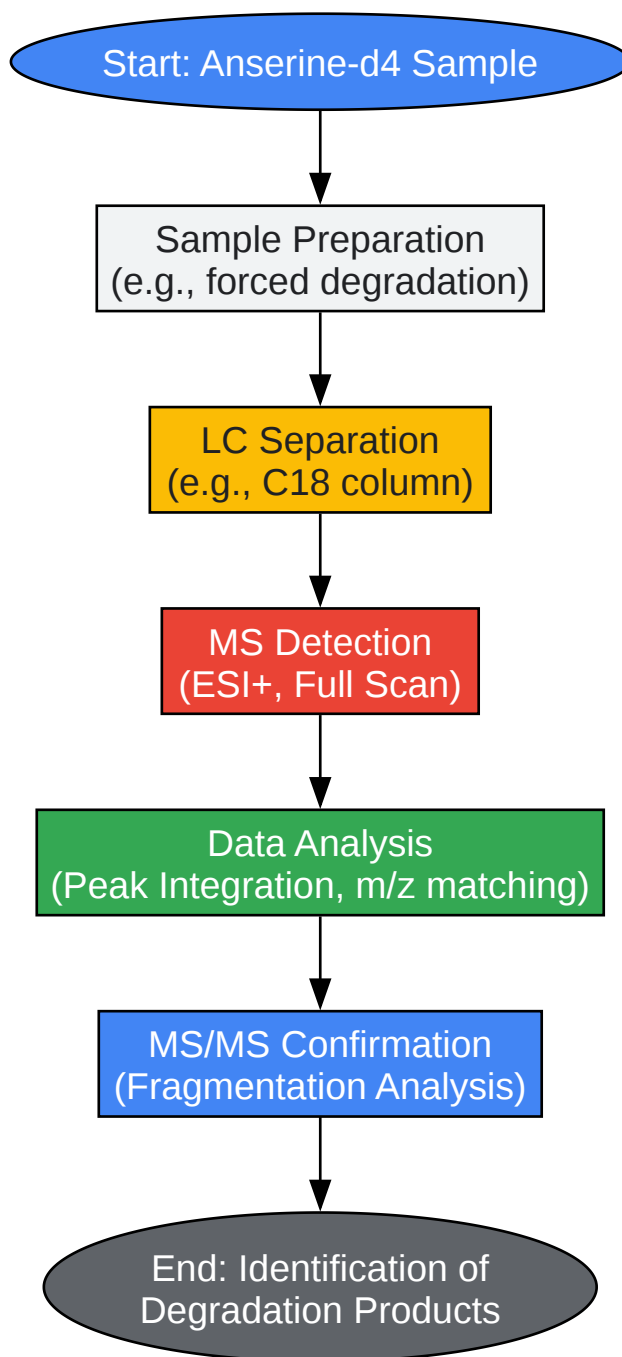 Start: Anserine-d4 Sample
Sample Preparation
(e.g., forced degradation)
LC Separation
(e.g., C18 column)
MS Detection
(ESI+, Full Scan)
Data Analysis
(Peak Integration, m/z matching)
MS/MS Confirmation
(Fragmentation Analysis)
End: Identification of
Degradation Products